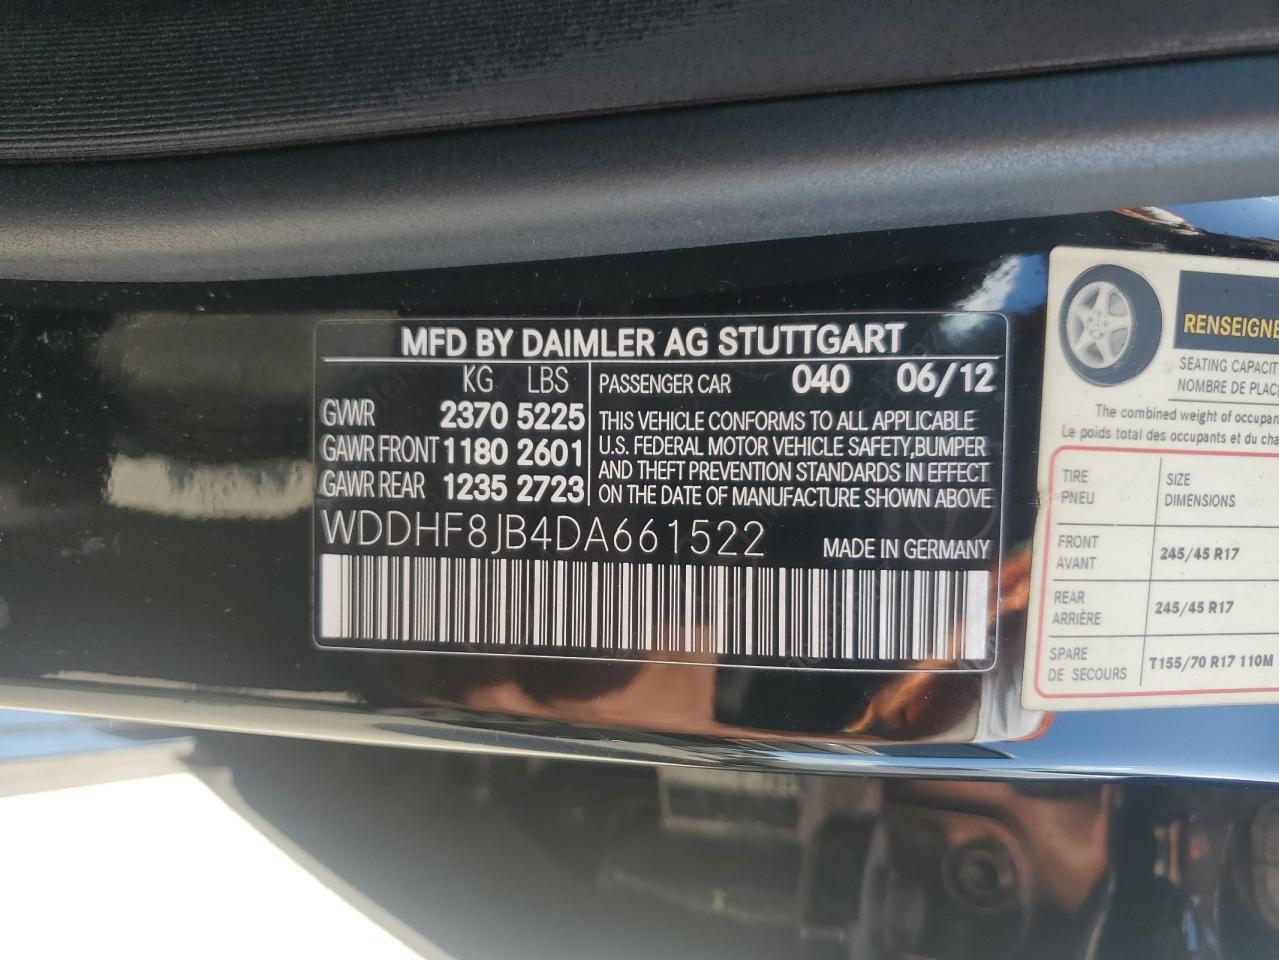 MFD BY DAIMLER AG STUTTGART
KG LBS
GVWR 2370 5225
GAWR FRONT 1180 2601
GAWR REAR 1235 2723
PASSENGER CAR 040 06/12
THIS VEHICLE CONFORMS TO ALL APPLICABLE
U.S. FEDERAL MOTOR VEHICLE SAFETY,BUMPER
AND THEFT PREVENTION STANDARDS IN EFFECT
ON THE DATE OF MANUFACTURE SHOWN ABOVE
WDDHF8JB4DA661522
MADE IN GERMANY
RENSEIGNE
SEATING CAPACITY
NOMBRE DE PLAC
The combined weight of occupan
Le poids total des occupants et du cha
TIRE SIZE
PNEU DIMENSIONS
FRONT
AVANT 245/45 R17
REAR
ARRIÈRE 245/45 R17
SPARE
DE SECOURS T155/70 R17 110M